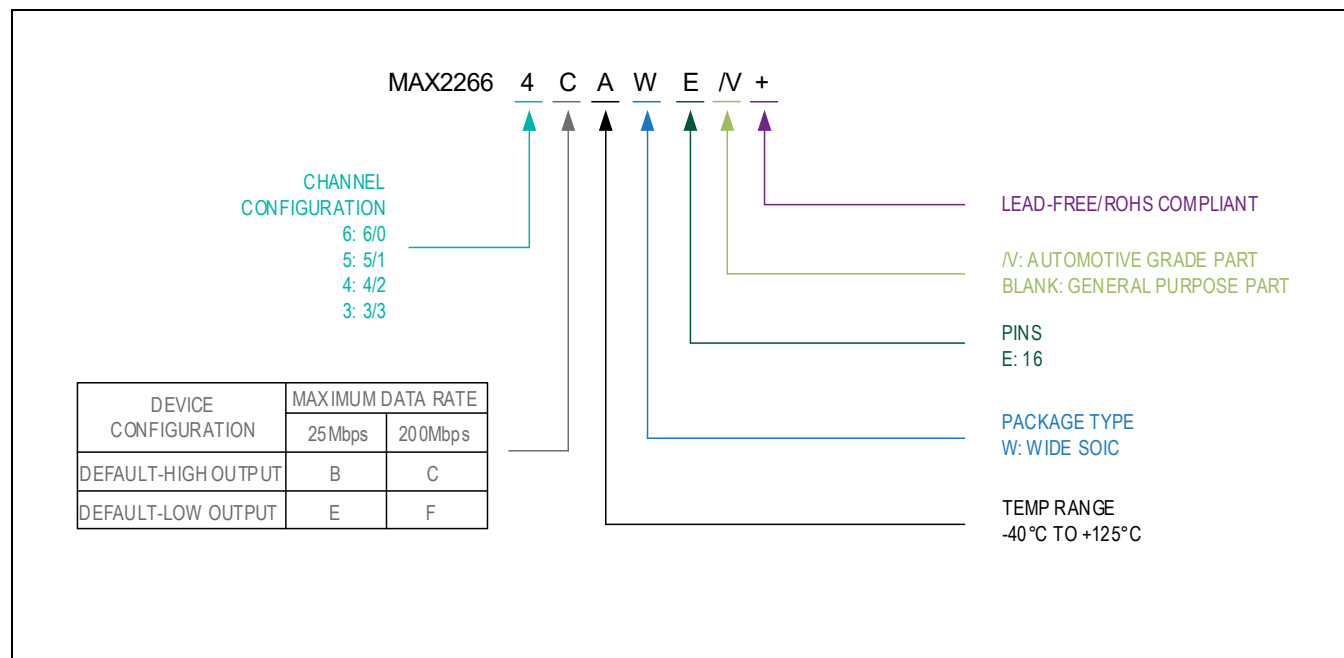 MAX2266 4 C A W E /V +
CHANNEL
CONFIGURATION
6: 6/0
5: 5/1
4: 4/2
3: 3/3
LEAD-FREE/ROHS COMPLIANT
/V: AUTOMOTIVE GRADE PART
BLANK: GENERAL PURPOSE PART
PINS
E: 16
DEVICE
CONFIGURATION
MAXIMUM DATA RATE
25Mbps 200Mbps
DEFAULT-HIGH OUTPUT B C
DEFAULT-LOW OUTPUT E F
PACKAGE TYPE
W: WIDE SOIC
TEMP RANGE
-40°C TO +125°C